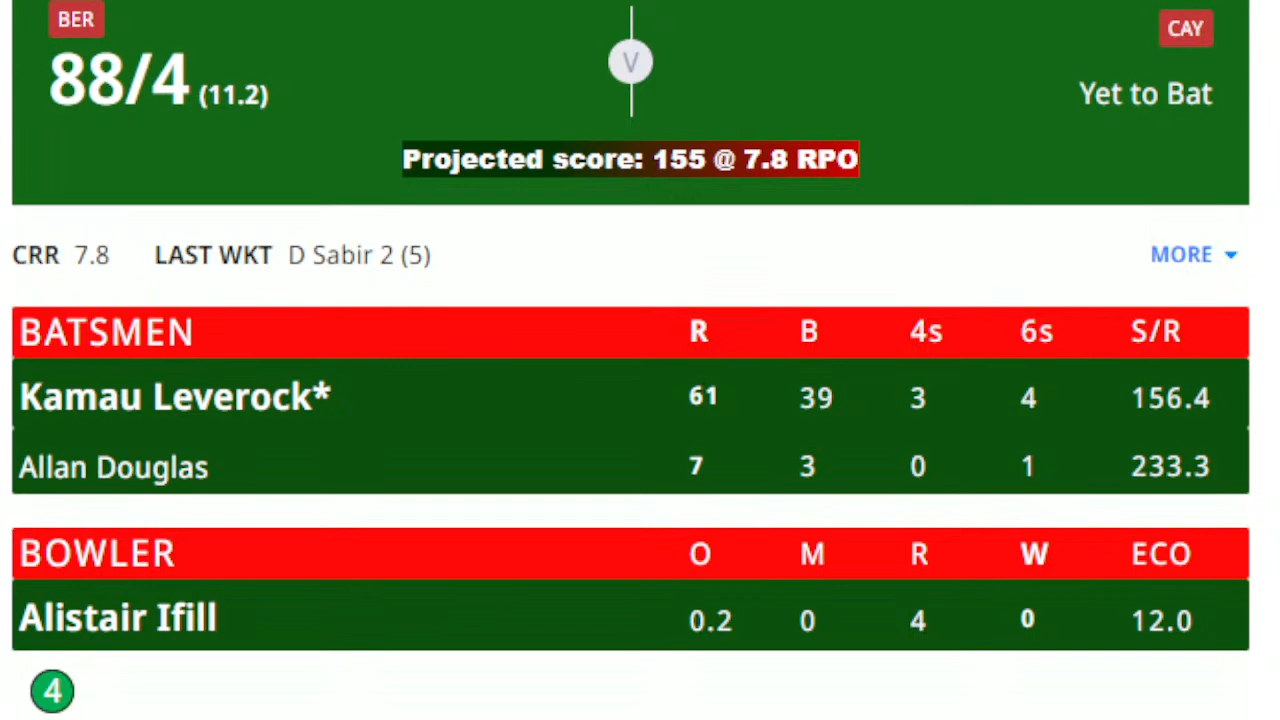 BER
CAY
88/4 (11.2)
V
Yet to Bat
Projected score: 155 @ 7.8 RPO
CRR 7.8 LAST WKT D Sabir 2 (5) MORE
BATSMEN R B 4s 6s S/R
Kamau Leverock* 61 39 3 4 156.4
Allan Douglas 7 3 0 1 233.3
BOWLER O M R W ECO
Alistair Ifill 0.2 0 4 0 12.0
4